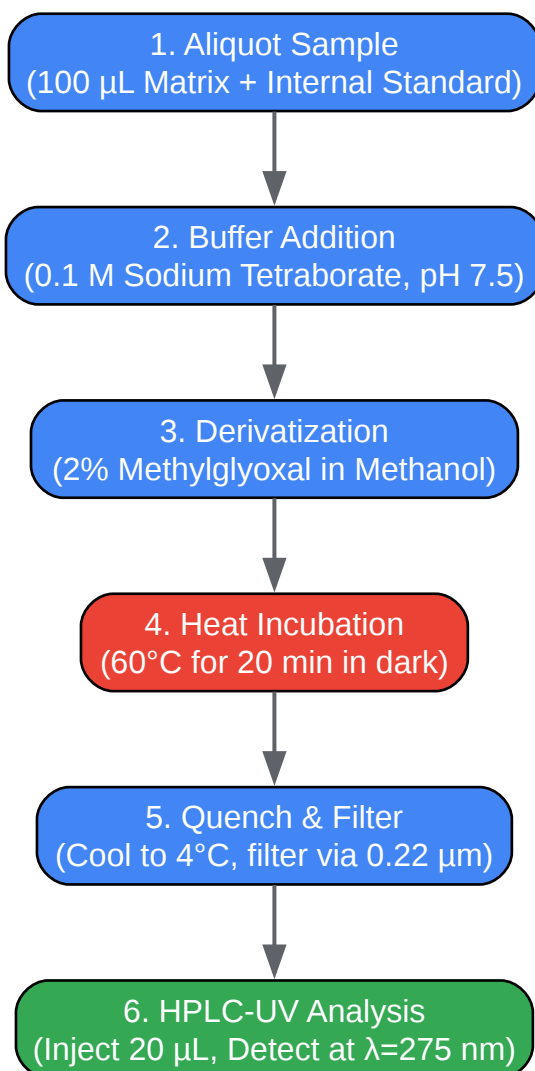 1. Aliquot Sample
(100 µL Matrix + Internal Standard)
2. Buffer Addition
(0.1 M Sodium Tetraborate, pH 7.5)
3. Derivatization
(2% Methylglyoxal in Methanol)
4. Heat Incubation
(60°C for 20 min in dark)
5. Quench & Filter
(Cool to 4°C, filter via 0.22 µm)
6. HPLC-UV Analysis
(Inject 20 µL, Detect at λ=275 nm)